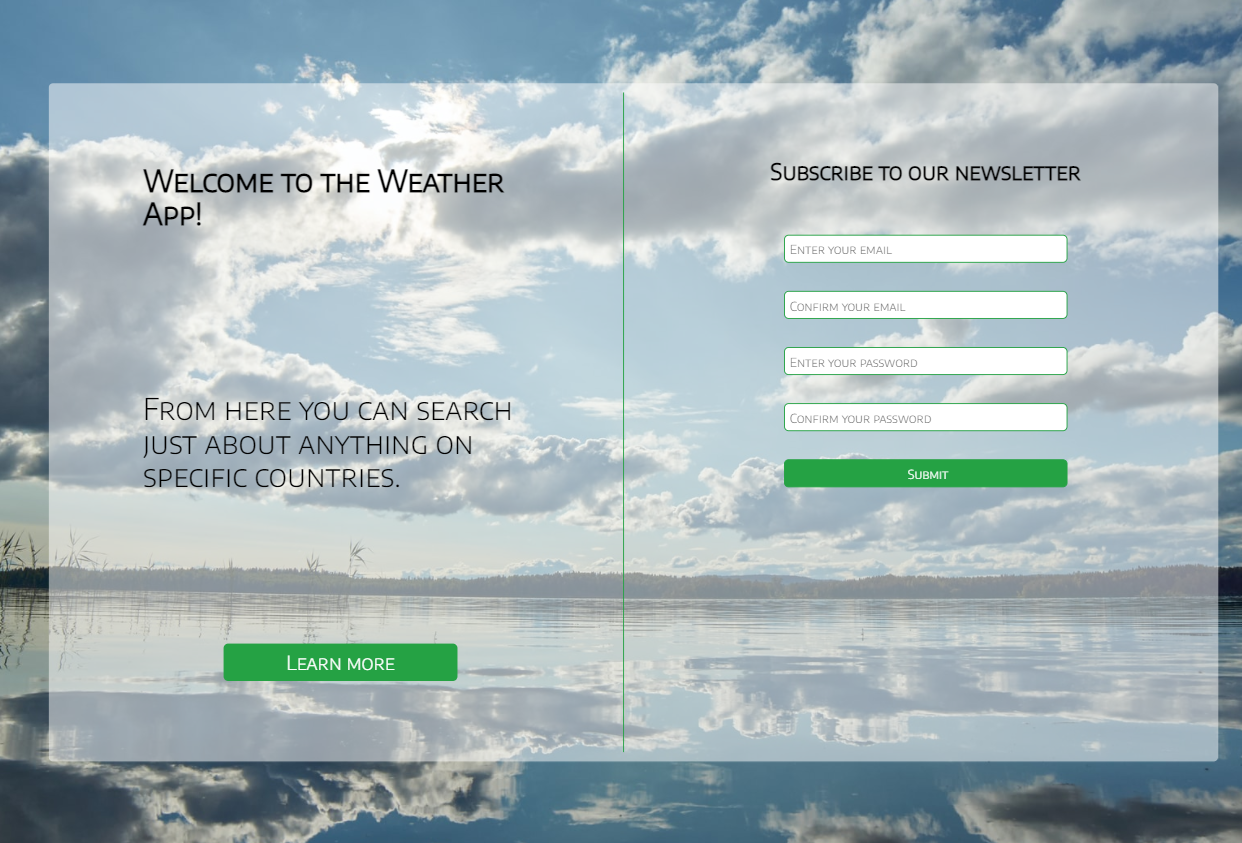 Welcome to the Weather
App!
From here you can search
just about anything on
specific countries.
Learn more
Subscribe to our newsletter
Enter your email
Confirm your email
Enter your password
Confirm your password
Submit